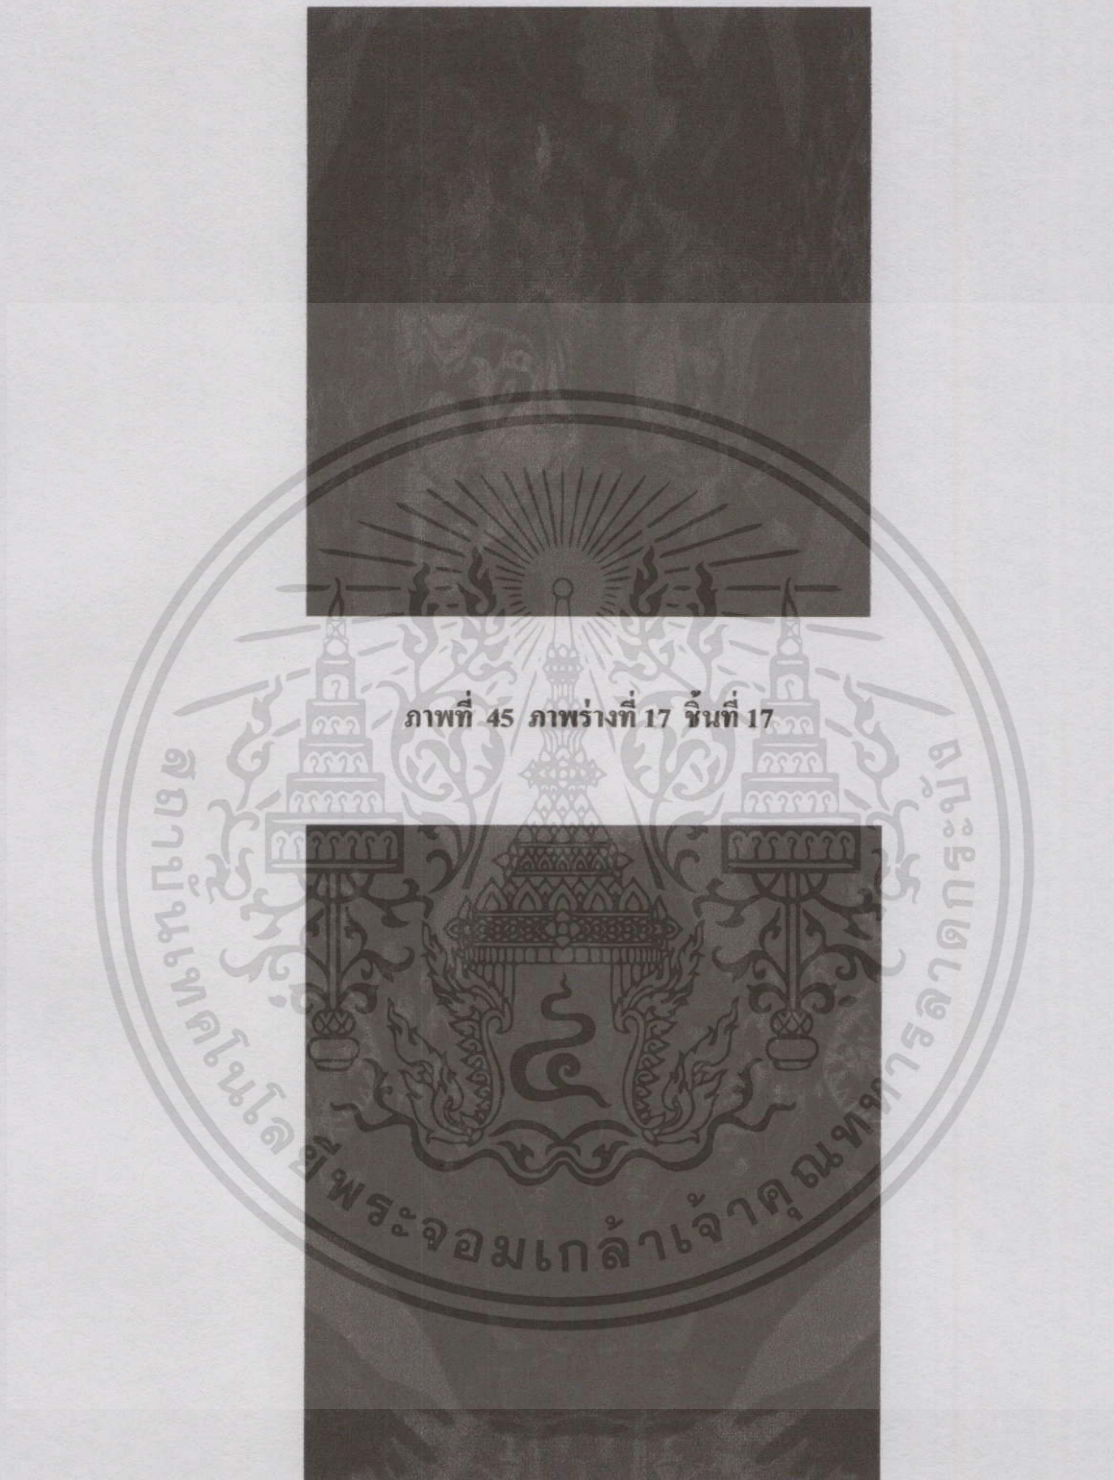 ภาพที่ 45 ภาพร่างที่ 17 ชิ้นที่ 17
สถาบันเทคโนโลยีพระจอมเกล้าเจ้าคุณทหารลาดกระบัง